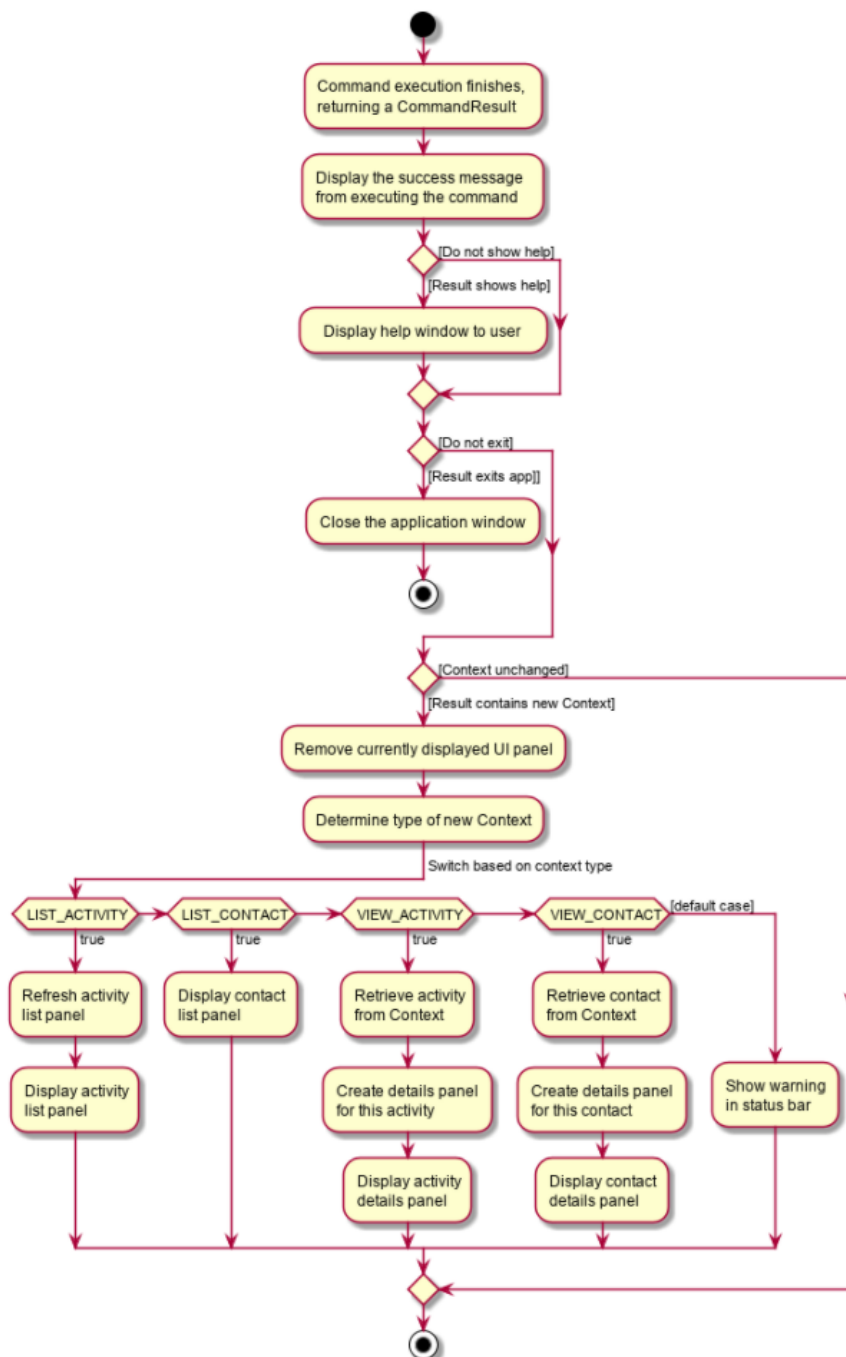 Command execution finishes,
returning a CommandResult
Display the success message
from executing the command
[Do not show help]
[Result shows help]
Display help window to user
[Do not exit]
[Result exits app]]
Close the application window
[Context unchanged]
[Result contains new Context]
Remove currently displayed UI panel
Determine type of new Context
Switch based on context type
LIST_ACTIVITY
true
Refresh activity
list panel
Display activity
list panel
LIST_CONTACT
true
Display contact
list panel
VIEW_ACTIVITY
true
Retrieve activity
from Context
Create details panel
for this activity
Display activity
details panel
VIEW_CONTACT
true
Retrieve contact
from Context
Create details panel
for this contact
Display contact
details panel
[default case]
Show warning
in status bar